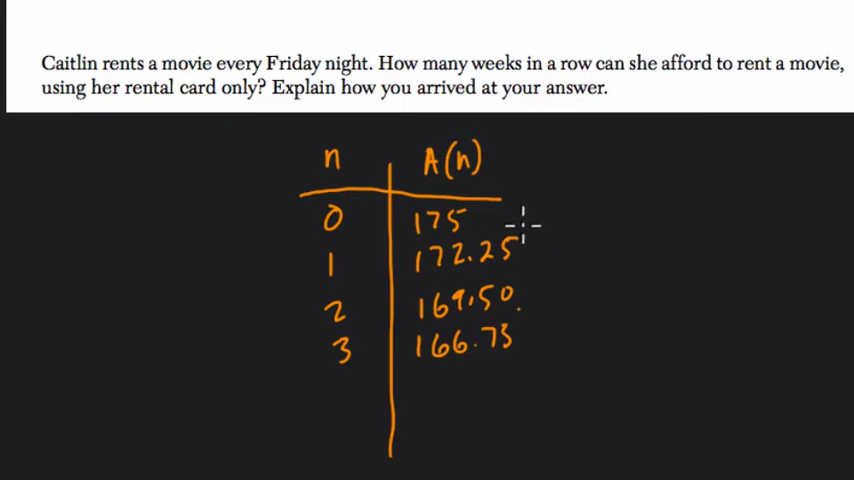 Caitlin rents a movie every Friday night. How many weeks in a row can she afford to rent a movie,
using her rental card only? Explain how you arrived at your answer.
n A(n)
0 175
1 172.25
2 169.50
3 166.75